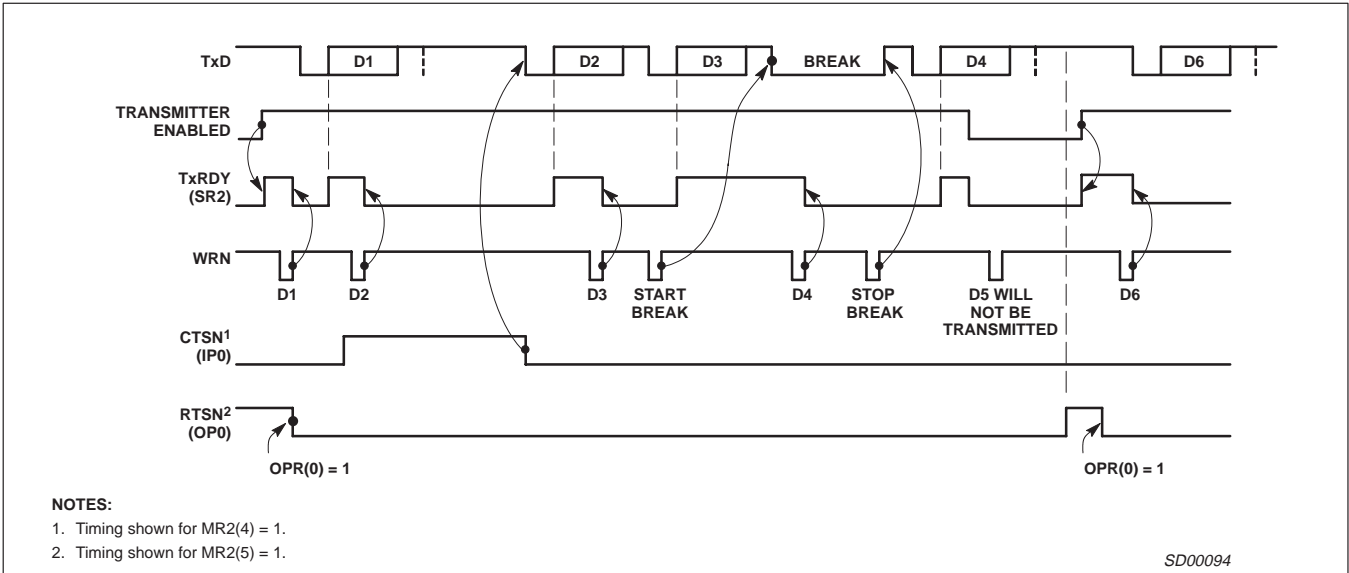 TxD
D1
D2
D3
BREAK
D4
D6
TRANSMITTER
ENABLED
TxRDY
(SR2)
WRN
D1
D2
D3
START
BREAK
D4
STOP
BREAK
D5 WILL
NOT BE
TRANSMITTED
D6
CTSN1
(IP0)
RTSN2
(OP0)
OPR(0) = 1
OPR(0) = 1
NOTES:
1. Timing shown for MR2(4) = 1.
2. Timing shown for MR2(5) = 1.
SD00094